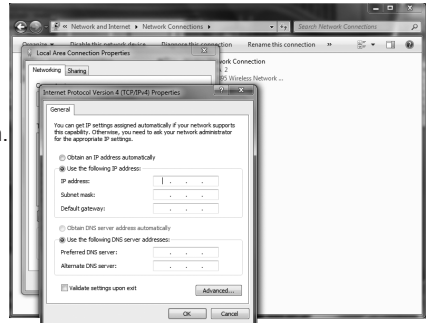 « Network and Internet ▸ Network Connections ▸
Search Network Connections
Organize ▾ Disable this network device Diagnose this connection Rename this connection »
Local Area Connection Properties
Networking Sharing
Internet Protocol Version 4 (TCP/IPv4) Properties
General
You can get IP settings assigned automatically if your network supports
this capability. Otherwise, you need to ask your network administrator
for the appropriate IP settings.
Obtain an IP address automatically
Use the following IP address:
IP address:
Subnet mask:
Default gateway:
Obtain DNS server address automatically
Use the following DNS server addresses:
Preferred DNS server:
Alternate DNS server:
Validate settings upon exit
Advanced...
OK Cancel
work Connection
2
95 Wireless Network ...